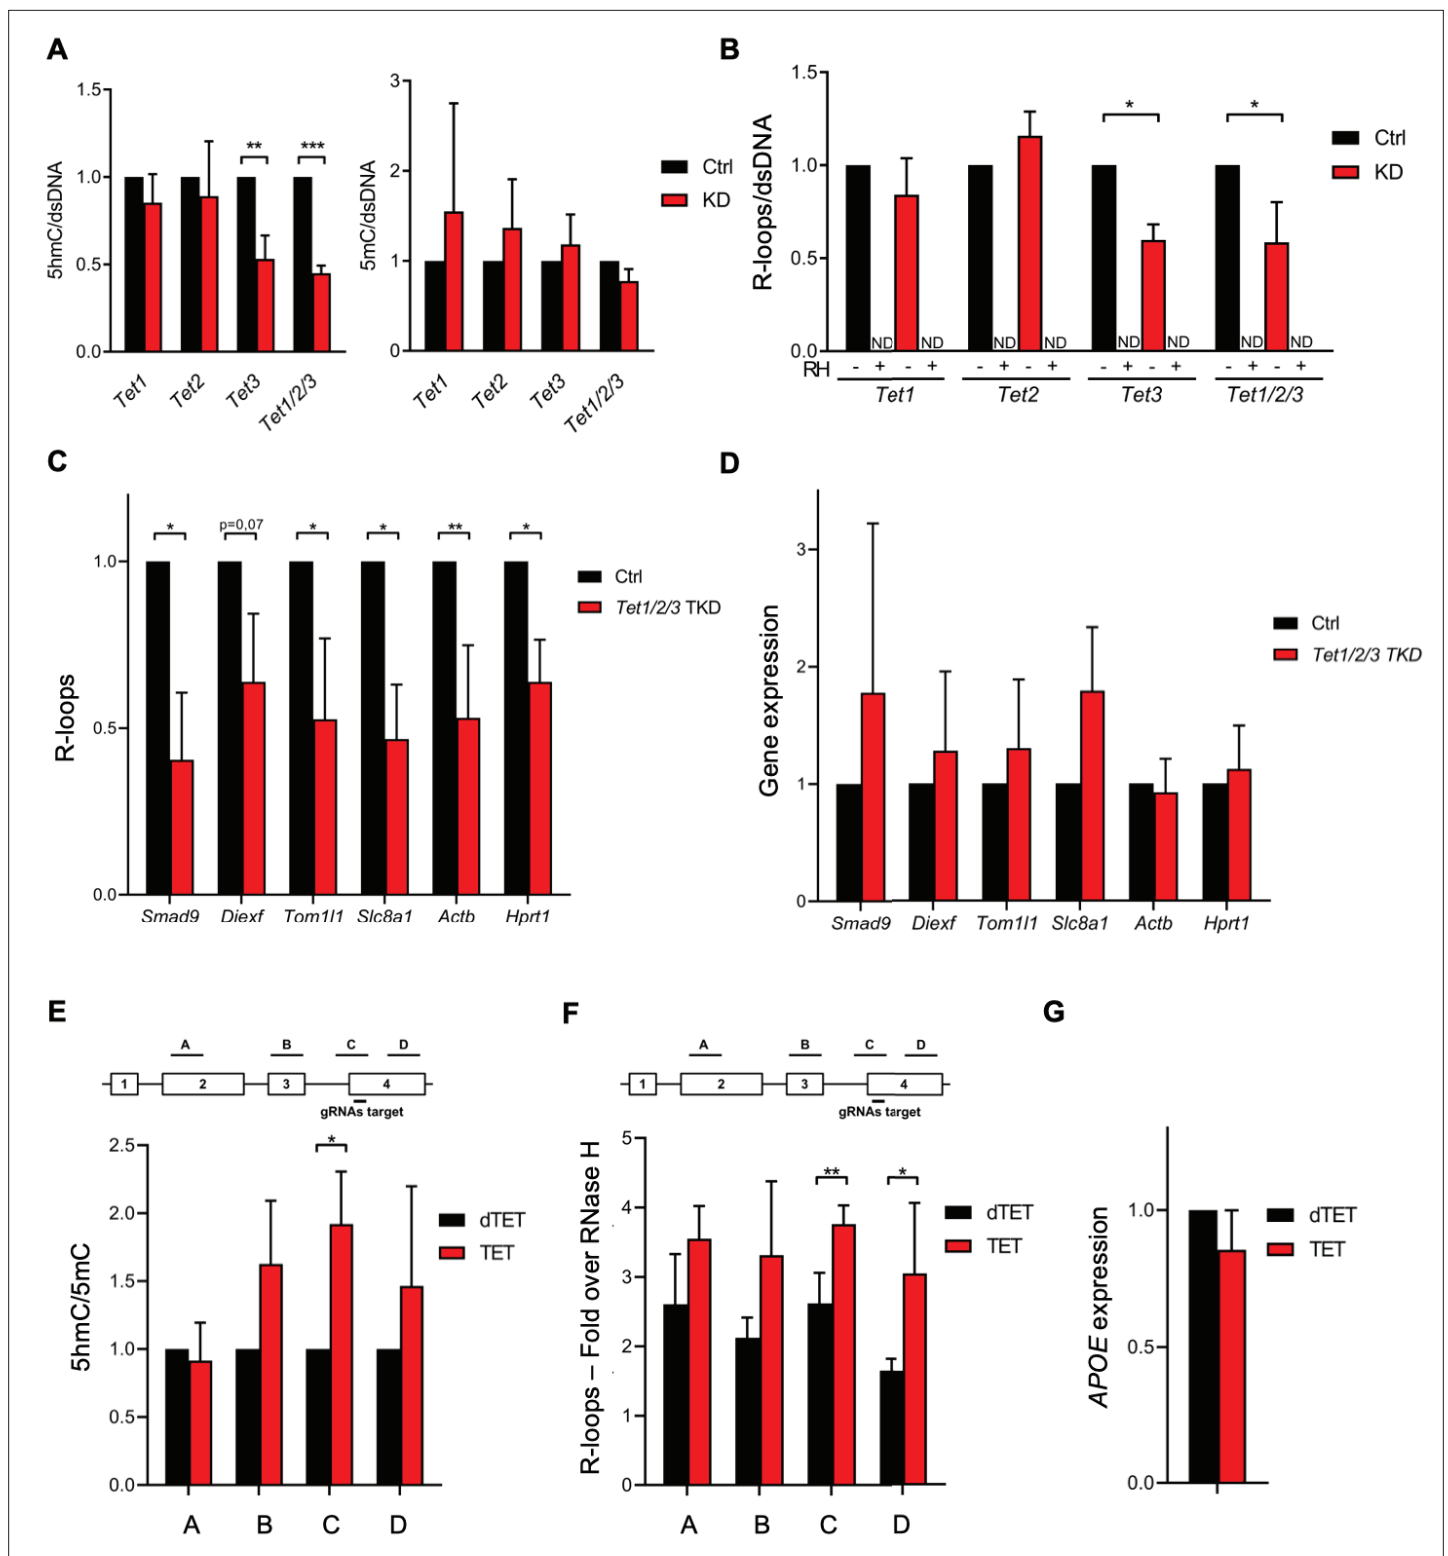 A
1.5
1.0
0.5
0.0
5hmC/dsDNA
**
***
Tet1
Tet2
Tet3
Tet1/2/3
3
2
1
0
5mC/dsDNA
Tet1
Tet2
Tet3
Tet1/2/3
Ctrl
KD
B
1.5
1.0
0.5
0.0
R-loops/dsDNA
*
*
ND ND ND ND ND ND ND ND
RH - + - + - + - + - + - + - + - +
Tet1 Tet2 Tet3 Tet1/2/3
Ctrl
KD
C
1.0
0.5
0.0
R-loops
* p=0,07 * * ** *
Smad9 Diexf Tom1l1 Slc8a1 Actb Hprt1
Ctrl
Tet1/2/3 TKD
D
3
2
1
0
Gene expression
Smad9 Diexf Tom1l1 Slc8a1 Actb Hprt1
Ctrl
Tet1/2/3 TKD
E
A B C D
1 2 3 4
gRNAs target
2.5
2.0
1.5
1.0
0.5
0.0
5hmC/5mC
*
A B C D
dTET
TET
F
A B C D
1 2 3 4
gRNAs target
5
4
3
2
1
0
R-loops – Fold over RNase H
** *
A B C D
dTET
TET
G
1.0
0.5
0.0
APOE expression
dTET
TET